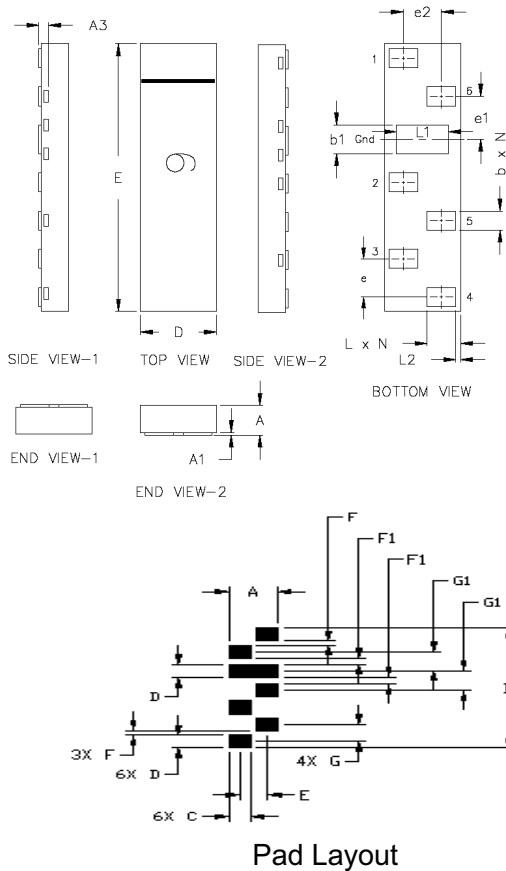 A3
e2
1
6
e1
b1
Gnd
L1
b x N
E
2
5
3
e
4
D
L x N
L2
SIDE VIEW-1
TOP VIEW
SIDE VIEW-2
BOTTOM VIEW
A
A1
END VIEW-1
END VIEW-2
F
F1
F1
A
G1
G1
D
3X F
6X D
4X G
E
6X C
Pad Layout